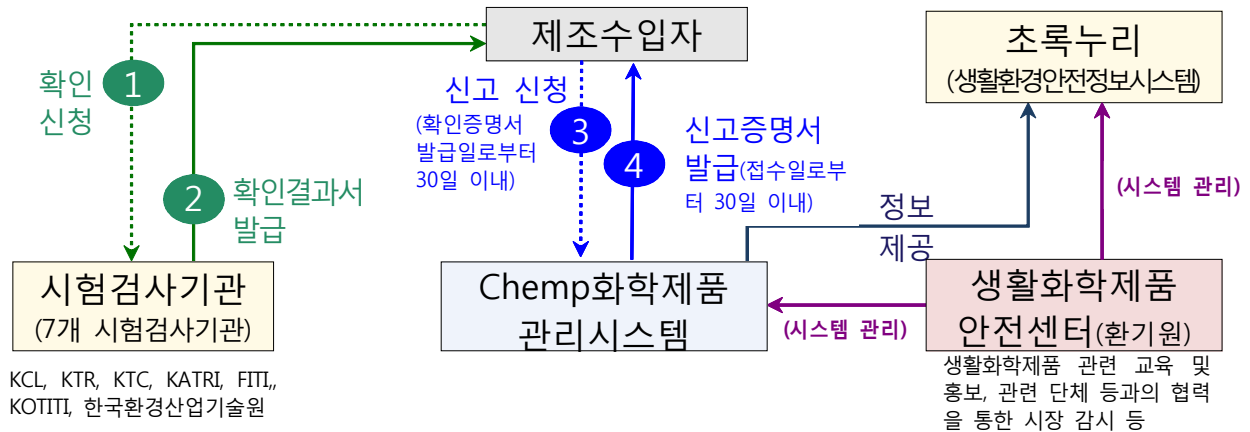 제조수입자
초록누리
(생활환경안전정보시스템)
확인
신청
1
2
확인결과서
발급
신고 신청
(확인증명서
발급일로부터
30일 이내)
3
4
신고증명서
발급(접수일로부
터 30일 이내)
정보
제공
(시스템 관리)
시험검사기관
(7개 시험검사기관)
KCL, KTR, KTC, KATRI, FITI,,
KOTITI, 한국환경산업기술원
Chemp화학제품
관리시스템
(시스템 관리)
생활화학제품
안전센터(환기원)
생활화학제품 관련 교육 및
홍보, 관련 단체 등과의 협력
을 통한 시장 감시 등